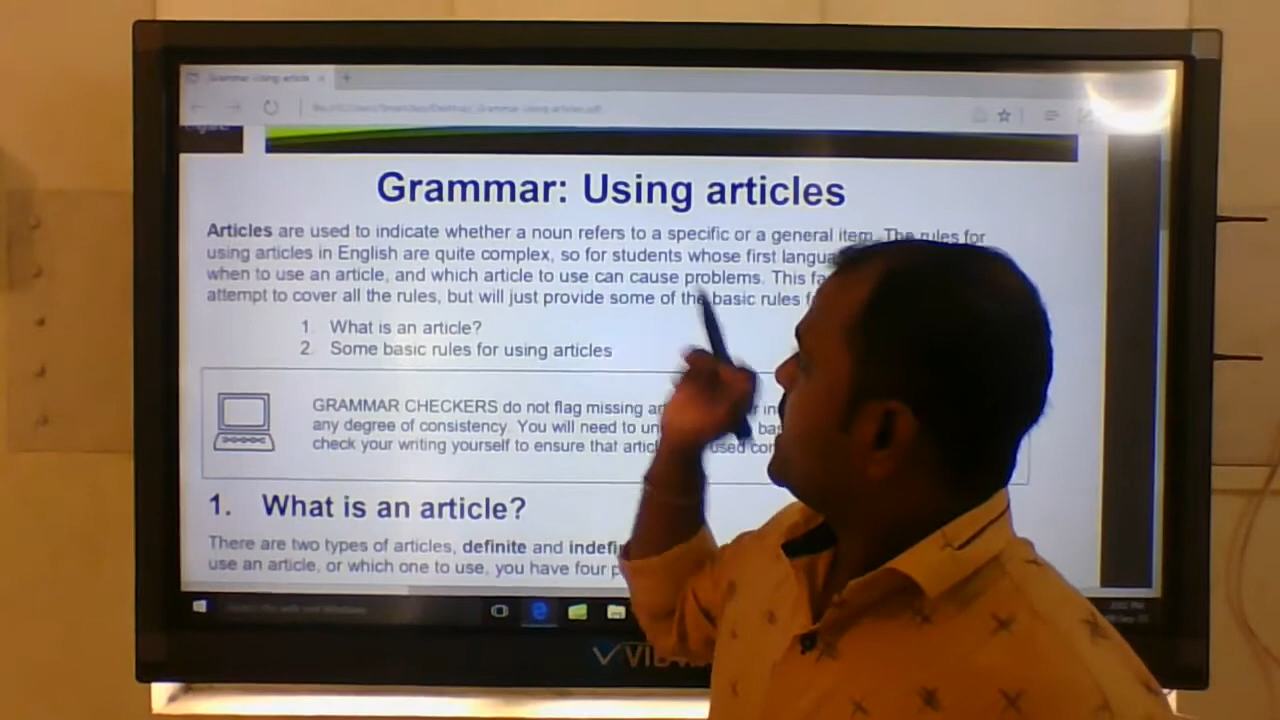 Grammar: Using articles
Grammar: Using articles
Articles are used to indicate whether a noun refers to a specific or a general item. The rules for
using articles in English are quite complex, so for students whose first
when to use an article, and which article to use can cause problems. This
attempt to cover all the rules, but will just provide some of the basic rules
1. What is an article?
2. Some basic rules for using articles
GRAMMAR CHECKERS do not flag missing
any degree of consistency. You will need to
check your writing yourself to ensure that used
1. What is an article?
There are two types of articles, definite and
use an article, or which one to use, you have four